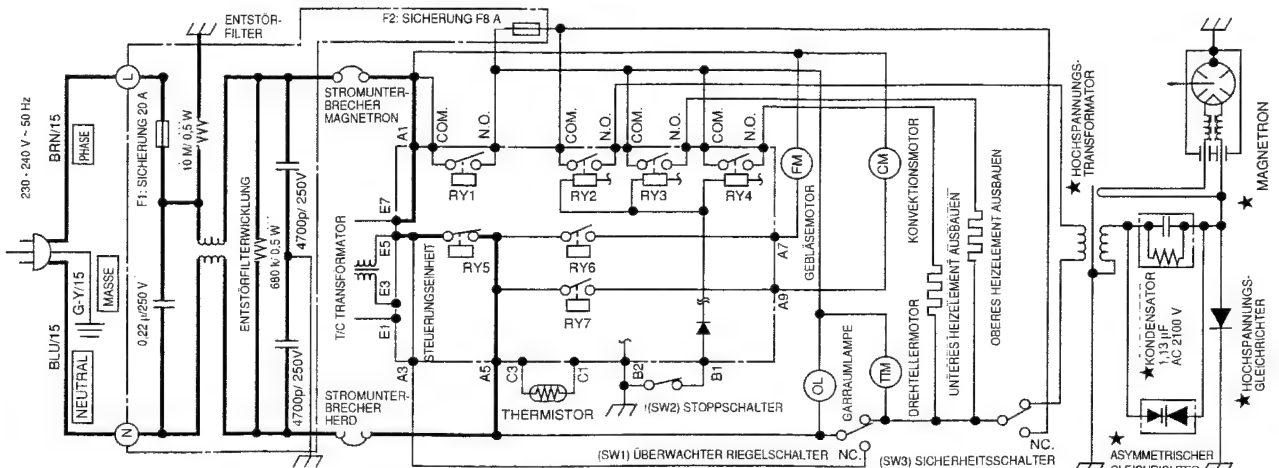 230 - 240 V ~ 50 Hz
BRN/15
PHASE
G-Y/15
MASSE
BLU/15
NEUTRAL
L
N
F1: SICHERUNG 20 A
0,22 µ/250 V
10 M/ 0,5 W
ENTSTÖR-
FILTER
ENTSTÖRFILTERWICKLUNG
680 k/ 0,5 W
4700p/ 250V
4700p/ 250V
F2: SICHERUNG F8 A
STROMUNTER-
BRECHER
MAGNETRON
STROMUNTER-
BRECHER
HERD
T/C TRANSFORMATOR
STEUERUNGSEINHEIT
E7
E5
E3
E1
A1
A3
A5
A7
A9
COM.
N.O.
COM.
N.O.
COM.
N.O.
COM.
N.O.
RY1
RY2
RY3
RY4
RY5
RY6
RY7
C3
C1
THERMISTOR
B2
B1
(SW2) STOPPSCHALTER
(SW1) ÜBERWACHTER RIEGELSCHALTER
NC.
(SW3) SICHERHEITSSCHALTER
NC.
FM
GEBLÄSEMOTOR
CM
KONVEKTIONSMOTOR
OL
GARRAUMLAMPE
TTM
DREHTELLERMOTOR
UNTERES HEIZELEMENT AUSBAUEN
OBERES HEIZELEMENT AUSBAUEN
★ HOCHSPANNUNGS-
TRANSFORMATOR
★ MAGNETRON
★ KONDENSATOR
1,13 µF
AC 2100 V
★ HOCHSPANNUNGS-
GLEICHRICHTER
★
ASYMMETRISCHER
GLEICHRICHTER